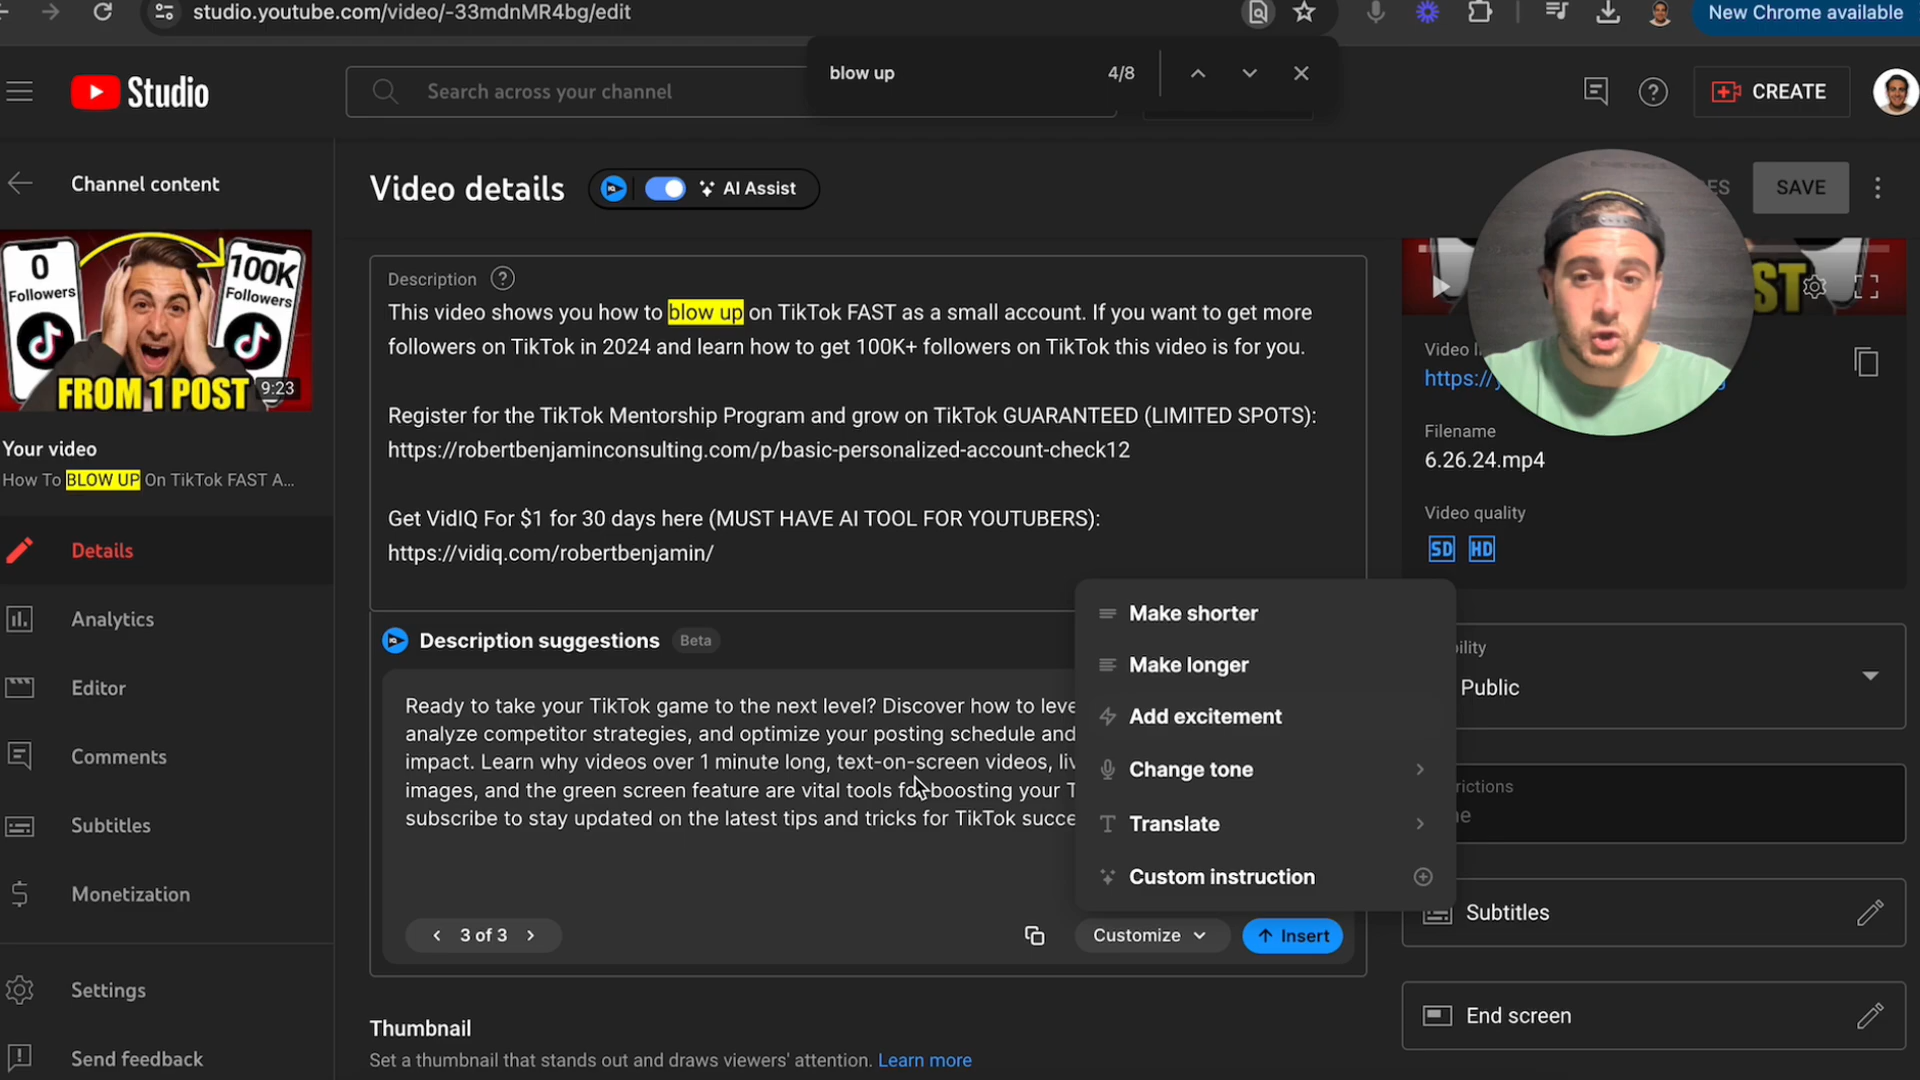 studio.youtube.com/video/-33mdnMR4bg/edit
New Chrome available
blow up
4/8
Studio
Search across your channel
CREATE
Channel content
Video details
AI Assist
SAVE
0
Followers
100K
Followers
FROM 1 POST
9:23
Your video
How To BLOW UP On TikTok FAST A...
Details
Analytics
Editor
Comments
Subtitles
Monetization
Settings
Send feedback
Description
This video shows you how to blow up on TikTok FAST as a small account. If you want to get more
followers on TikTok in 2024 and learn how to get 100K+ followers on TikTok this video is for you.
Register for the TikTok Mentorship Program and grow on TikTok GUARANTEED (LIMITED SPOTS):
https://robertbenjaminconsulting.com/p/basic-personalized-account-check12
Get VidIQ For $1 for 30 days here (MUST HAVE AI TOOL FOR YOUTUBERS):
https://vidiq.com/robertbenjamin/
Description suggestions
Beta
Ready to take your TikTok game to the next level? Discover how to leve
analyze competitor strategies, and optimize your posting schedule and
impact. Learn why videos over 1 minute long, text-on-screen videos, liv
images, and the green screen feature are vital tools for boosting your T
subscribe to stay updated on the latest tips and tricks for TikTok succe
3 of 3
Customize
Insert
Make shorter
Make longer
Add excitement
Change tone
Translate
Custom instruction
Thumbnail
Set a thumbnail that stands out and draws viewers' attention. Learn more
ST
Video l
https://y
Filename
6.26.24.mp4
Video quality
SD
HD
ility
Public
rictions
Subtitles
End screen